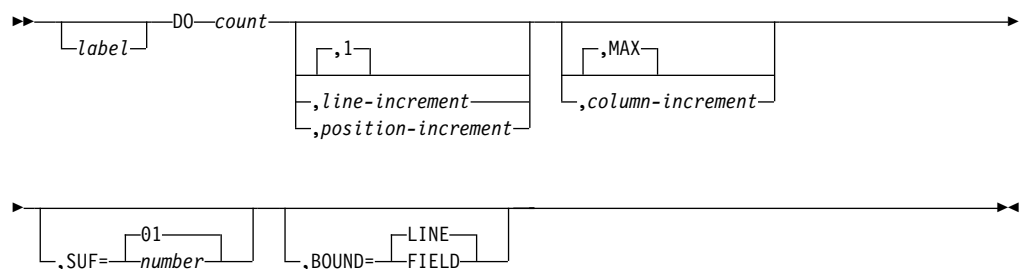 DO count
label
,1
,line-increment
,position-increment
,MAX
,column-increment
,SUF=
01
number
,BOUND=
LINE
FIELD